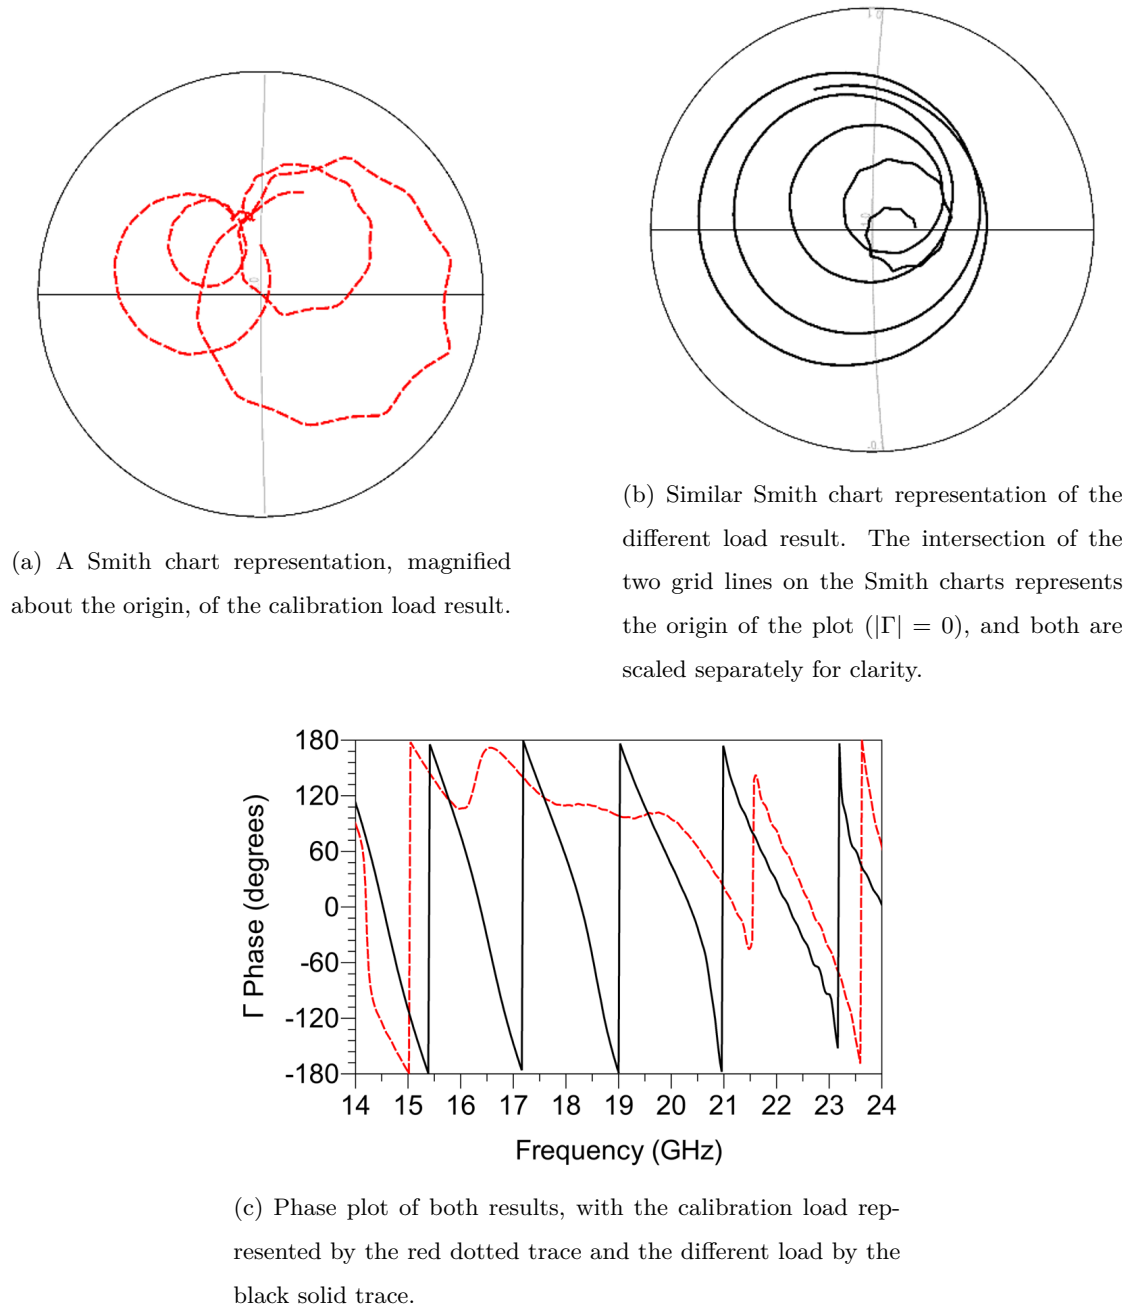 (a) A Smith chart representation, magnified
about the origin, of the calibration load result.
(b) Similar Smith chart representation of the
different load result. The intersection of the
two grid lines on the Smith charts represents
the origin of the plot (|Γ| = 0), and both are
scaled separately for clarity.
Γ Phase (degrees)
180
120
60
0
-60
-120
-180
14 15 16 17 18 19 20 21 22 23 24
Frequency (GHz)
(c) Phase plot of both results, with the calibration load rep-
resented by the red dotted trace and the different load by the
black solid trace.